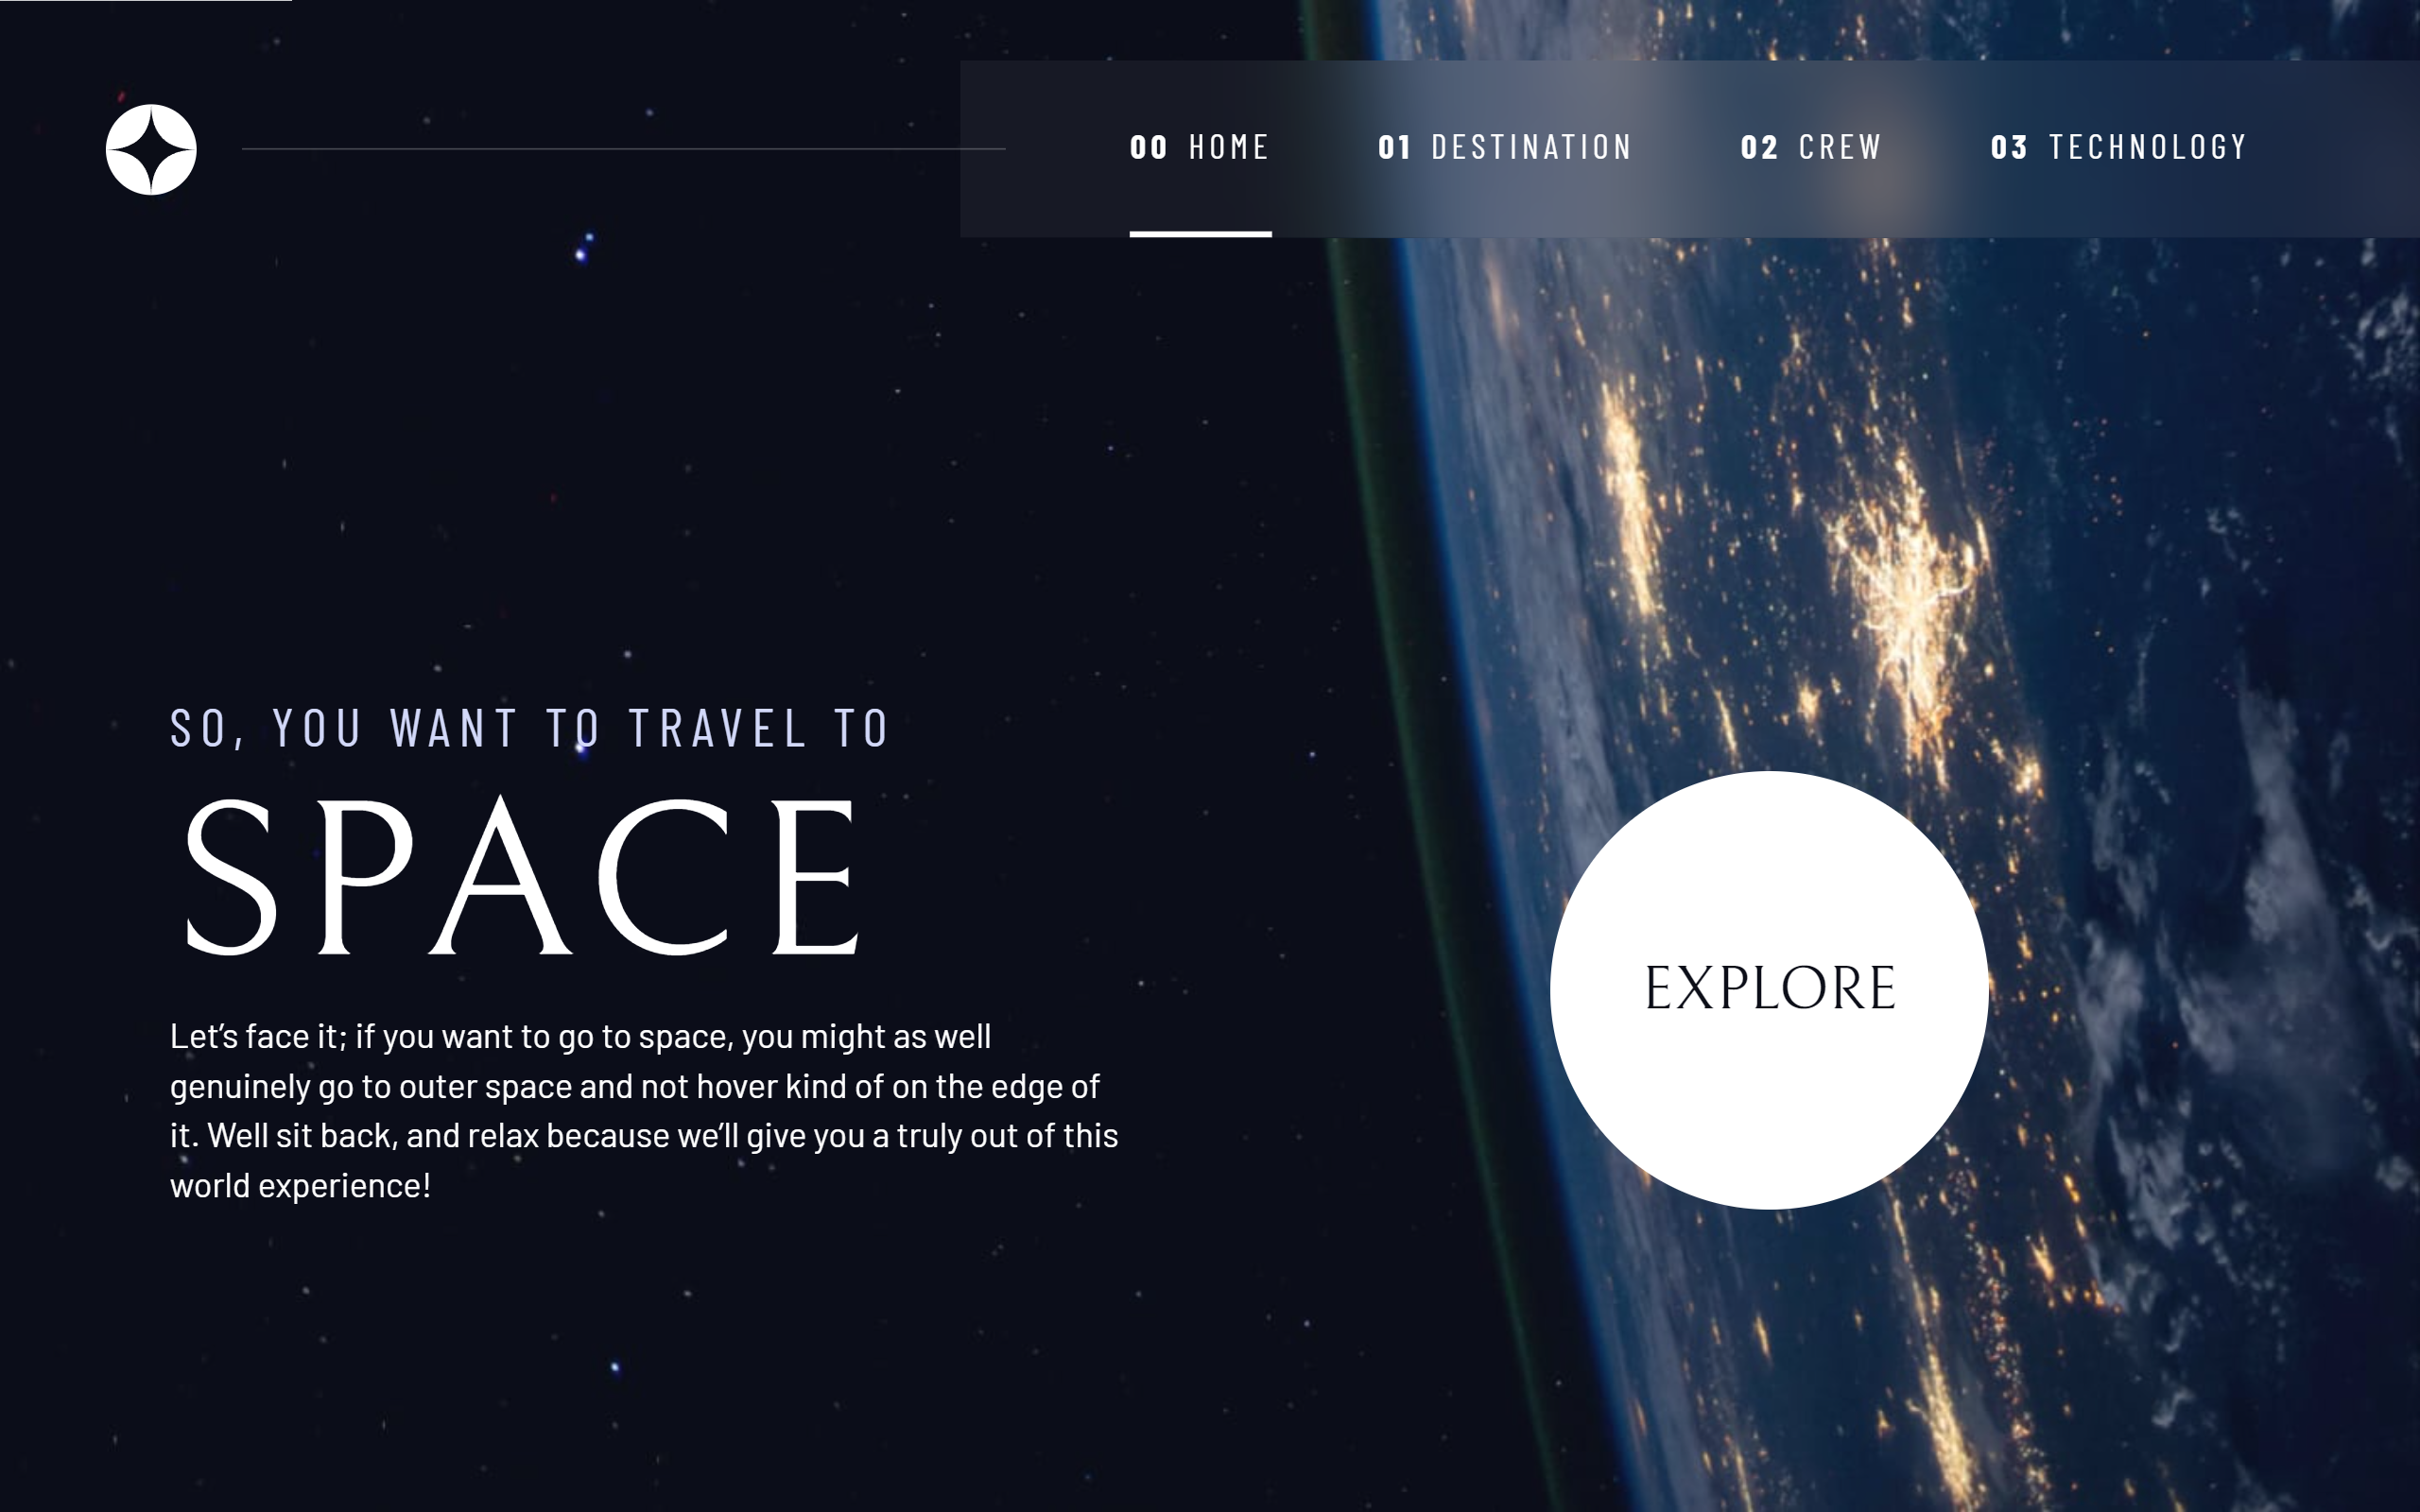 00 HOME 01 DESTINATION 02 CREW 03 TECHNOLOGY
SO, YOU WANT TO TRAVEL TO
SPACE
Let’s face it; if you want to go to space, you might as well
genuinely go to outer space and not hover kind of on the edge of
it. Well sit back, and relax because we’ll give you a truly out of this
world experience!
EXPLORE